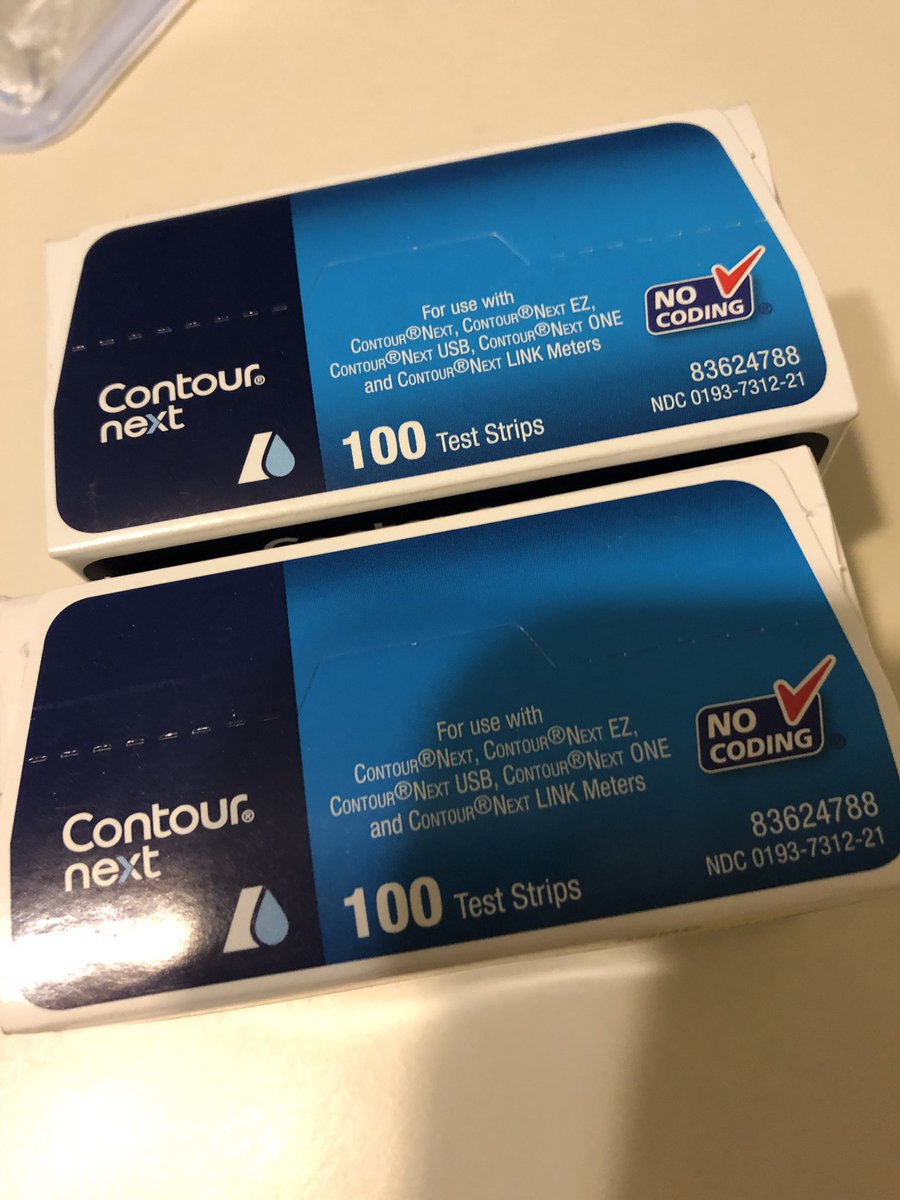 For use with
CONTOUR®NEXT, CONTOUR®NEXT EZ,
CONTOUR®NEXT USB, CONTOUR®NEXT ONE
and CONTOUR®NEXT LINK Meters
NO
CODING®
83624788
NDC 0193-7312-21
Contour®
next
100 Test Strips
For use with
CONTOUR®NEXT, CONTOUR®NEXT EZ,
CONTOUR®NEXT USB, CONTOUR®NEXT ONE
and CONTOUR®NEXT LINK Meters
NO
CODING®
83624788
NDC 0193-7312-21
Contour®
next
100 Test Strips